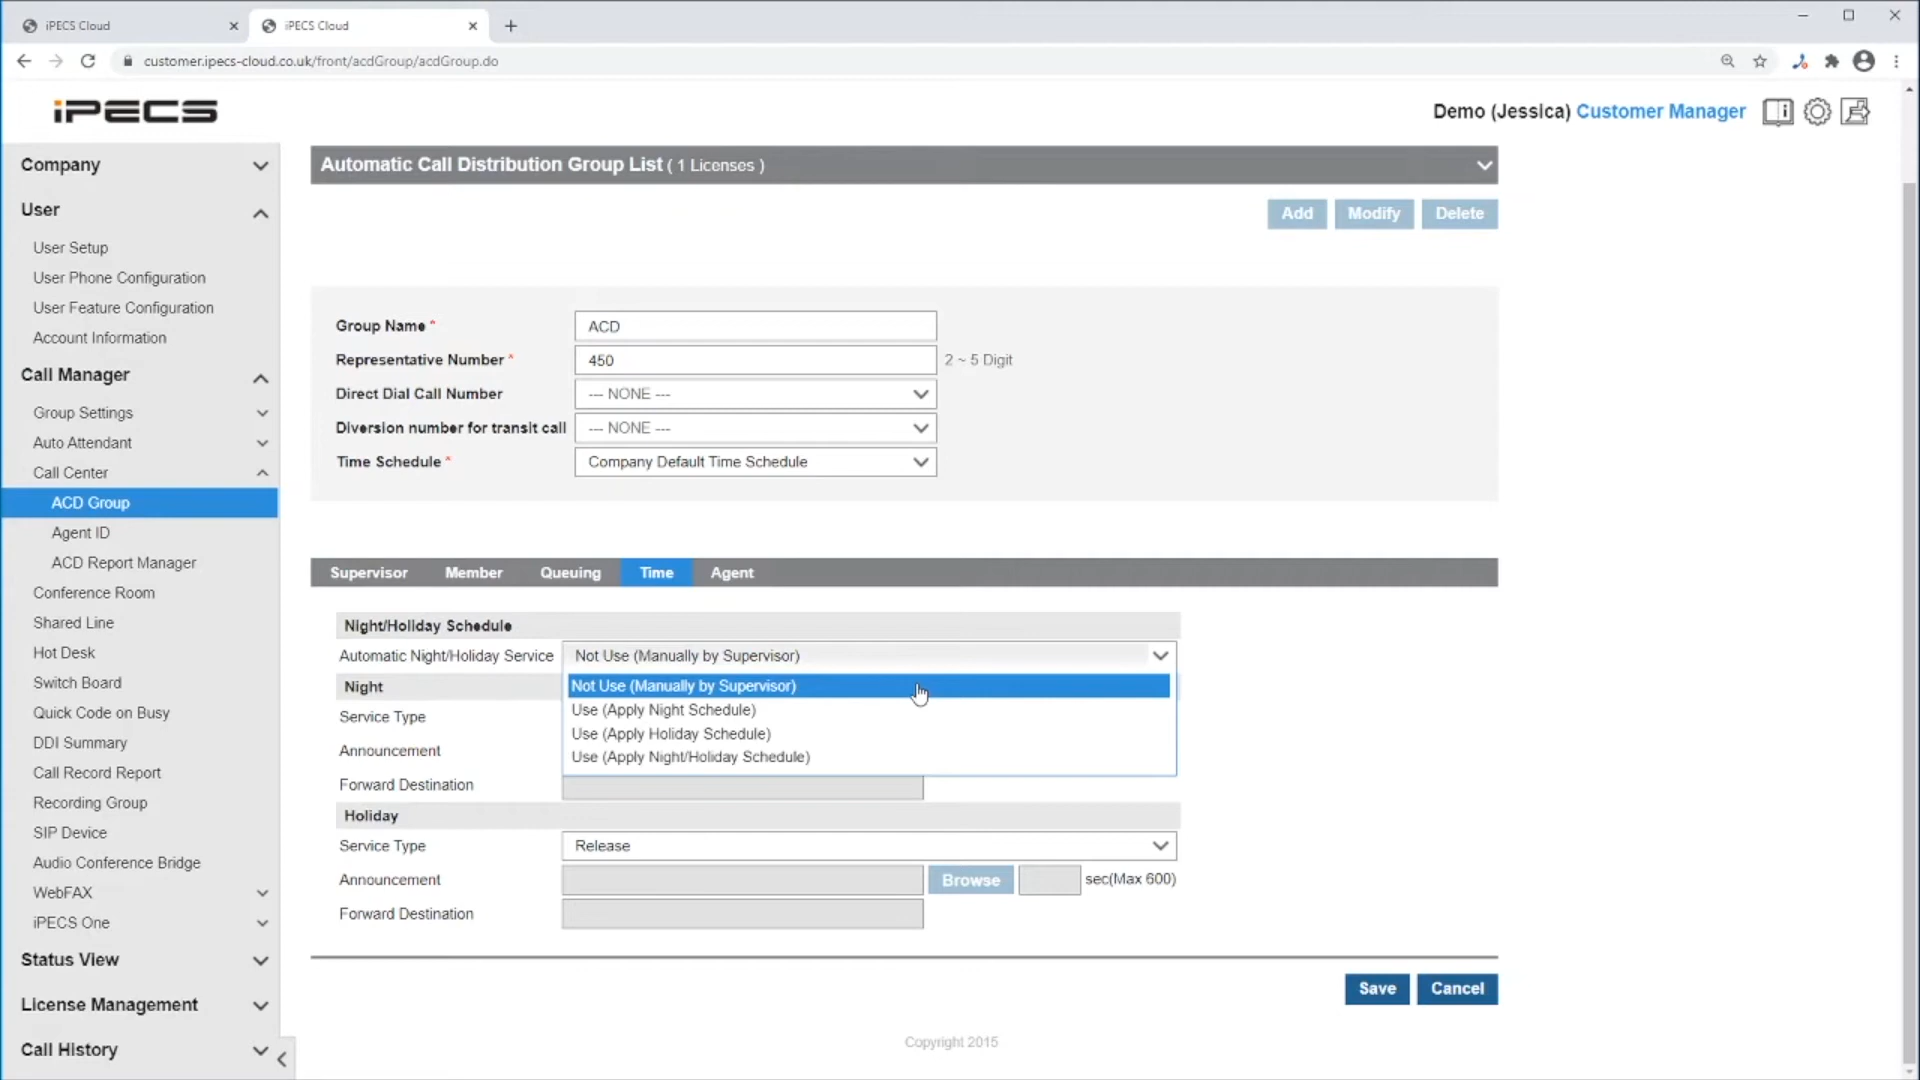 iPECS Cloud
iPECS Cloud
customer.ipecs-cloud.co.uk/front/acdGroup/acdGroup.do
iPECS
Demo (Jessica) Customer Manager
Company
User
User Setup
User Phone Configuration
User Feature Configuration
Account Information
Call Manager
Group Settings
Auto Attendant
Call Center
ACD Group
Agent ID
ACD Report Manager
Conference Room
Shared Line
Hot Desk
Switch Board
Quick Code on Busy
DDI Summary
Call Record Report
Recording Group
SIP Device
Audio Conference Bridge
WebFAX
iPECS One
Status View
License Management
Call History
Automatic Call Distribution Group List ( 1 Licenses )
Add Modify Delete
Group Name * ACD
Representative Number * 450 2 ~ 5 Digit
Direct Dial Call Number --- NONE ---
Diversion number for transit call --- NONE ---
Time Schedule * Company Default Time Schedule
Supervisor Member Queuing Time Agent
Night/Holiday Schedule
Automatic Night/Holiday Service Not Use (Manually by Supervisor)
Not Use (Manually by Supervisor)
Use (Apply Night Schedule)
Use (Apply Holiday Schedule)
Use (Apply Night/Holiday Schedule)
Night
Service Type
Announcement
Forward Destination
Holiday
Service Type Release
Announcement Browse sec(Max 600)
Forward Destination
Save Cancel
Copyright 2015